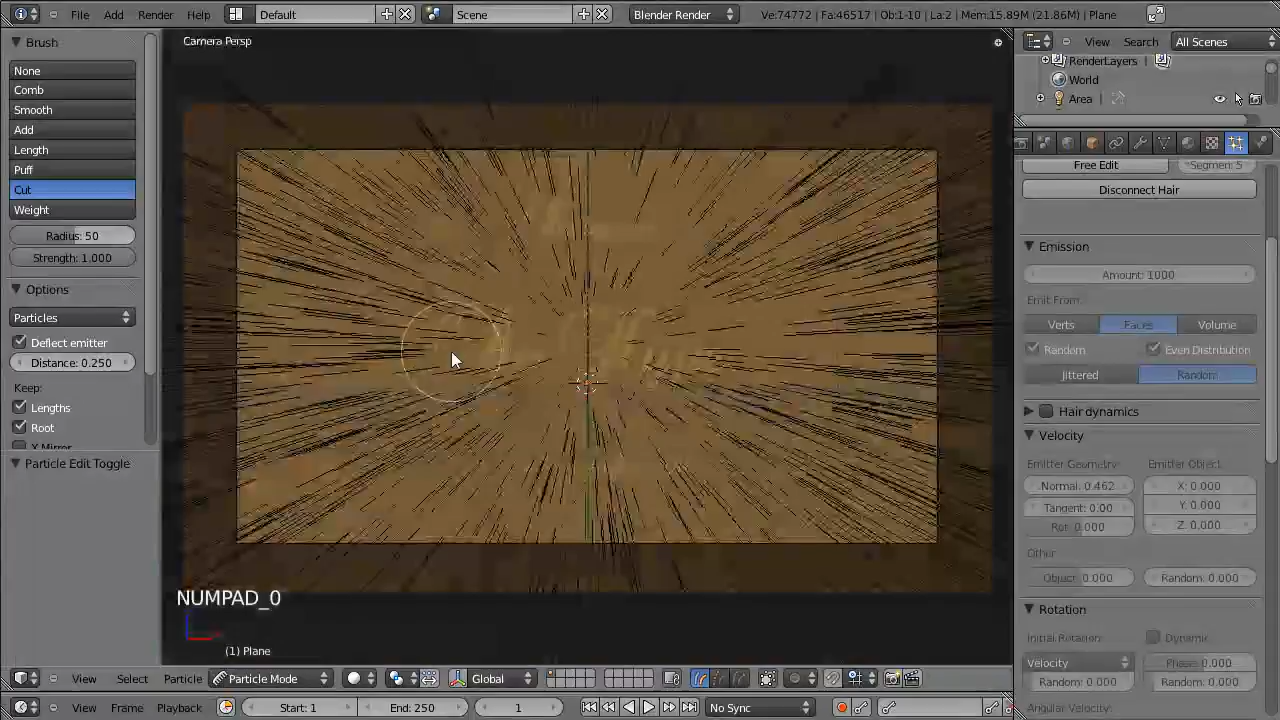 File Add Render Help Default Scene Blender Render Ve:74772 | Fa:46517 | Ob:1-10 | La:2 | Mem:15.89M (21.86M) | Plane
Brush
None
Comb
Smooth
Add
Length
Puff
Cut
Weight
Radius: 50
Strength: 1.000
Options
Particles
Deflect emitter
Distance: 0.250
Keep:
Lengths
Root
X Mirror
Particle Edit Toggle
Camera Persp
NUMPAD_0
(1) Plane
View Search All Scenes
RenderLayers
World
Area
Free Edit Segmen: 5
Disconnect Hair
Emission
Amount: 1000
Emit From:
Verts Faces Volume
Random Even Distribution
Jittered Random
Hair dynamics
Velocity
Emitter Geometry: Emitter Object
Normal: 0.462 X: 0.000
Tangent: 0.00 Y: 0.000
Rot: 0.000 Z: 0.000
Other
Object: 0.000 Random: 0.000
Rotation
Initial Rotation: Dynamic
Velocity Phase: 0.000
Random: 0.000 Random: 0.000
Angular Velocity:
View Select Particle Particle Mode Global
View Frame Playback Start: 1 End: 250 1 No Sync